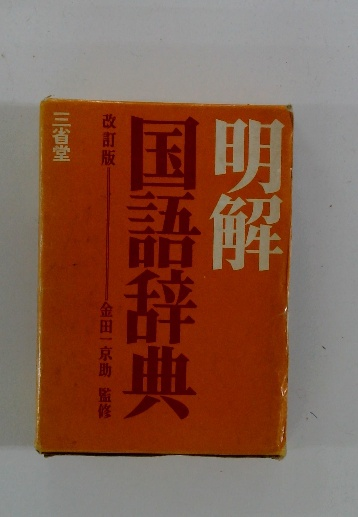 明解
国語辞典
改訂版——金田一京助 監修
三省堂